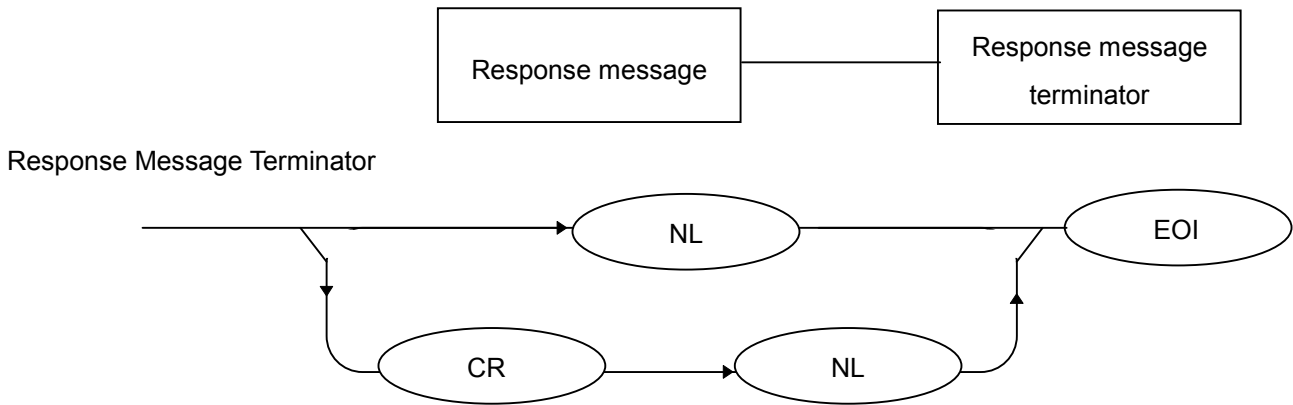 Response message
Response message
terminator
Response Message Terminator
NL
EOI
CR
NL